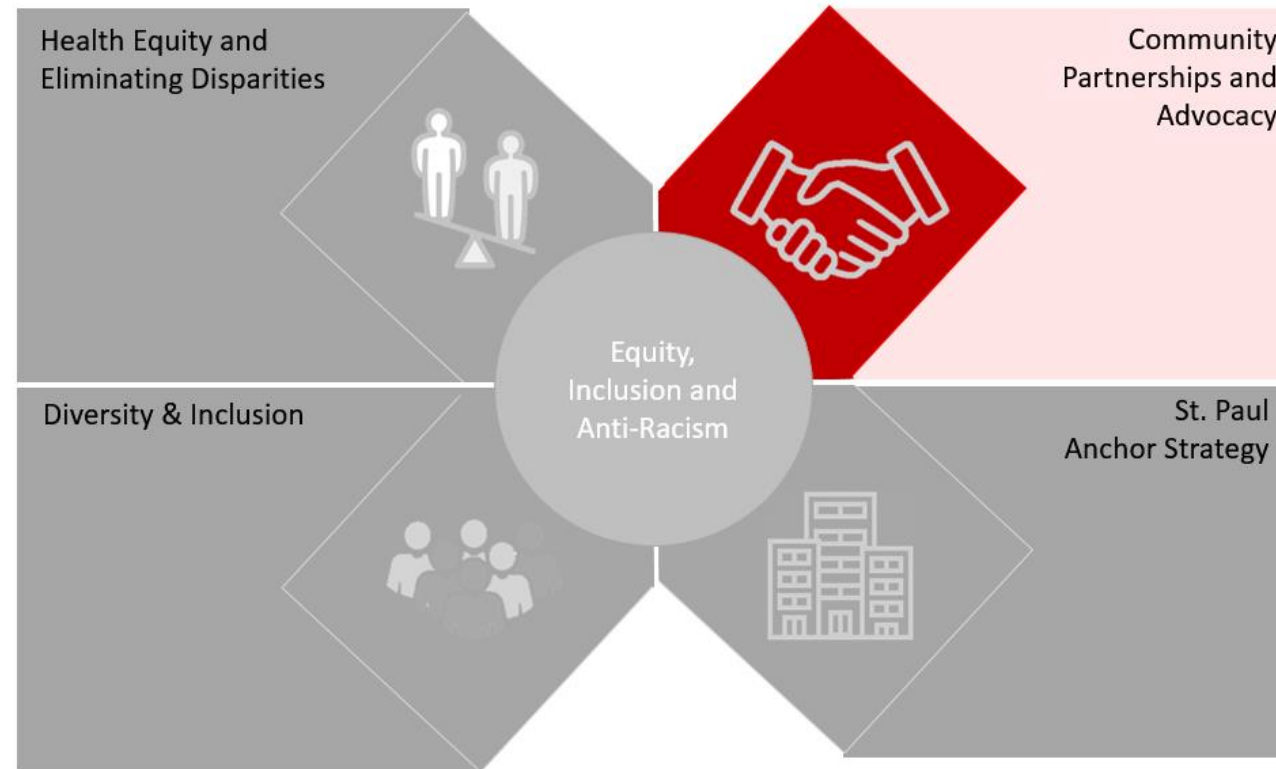 Health Equity and
Eliminating Disparities
Community
Partnerships and
Advocacy
Equity,
Inclusion and
Anti-Racism
Diversity & Inclusion
St. Paul
Anchor Strategy